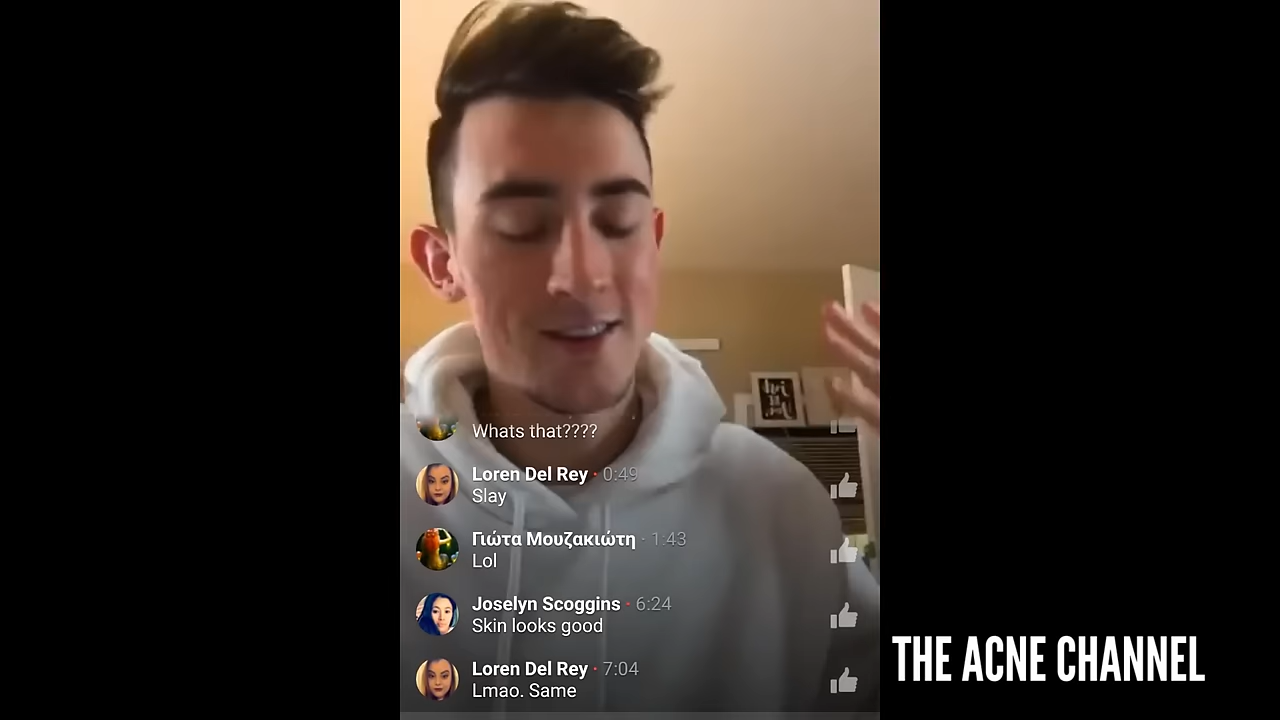 Whats that????
Loren Del Rey · 0:49
Slay
Γιώτα Μουζακιώτη · 1:43
Lol
Joselyn Scoggins · 6:24
Skin looks good
Loren Del Rey · 7:04
Lmao. Same
THE ACNE CHANNEL